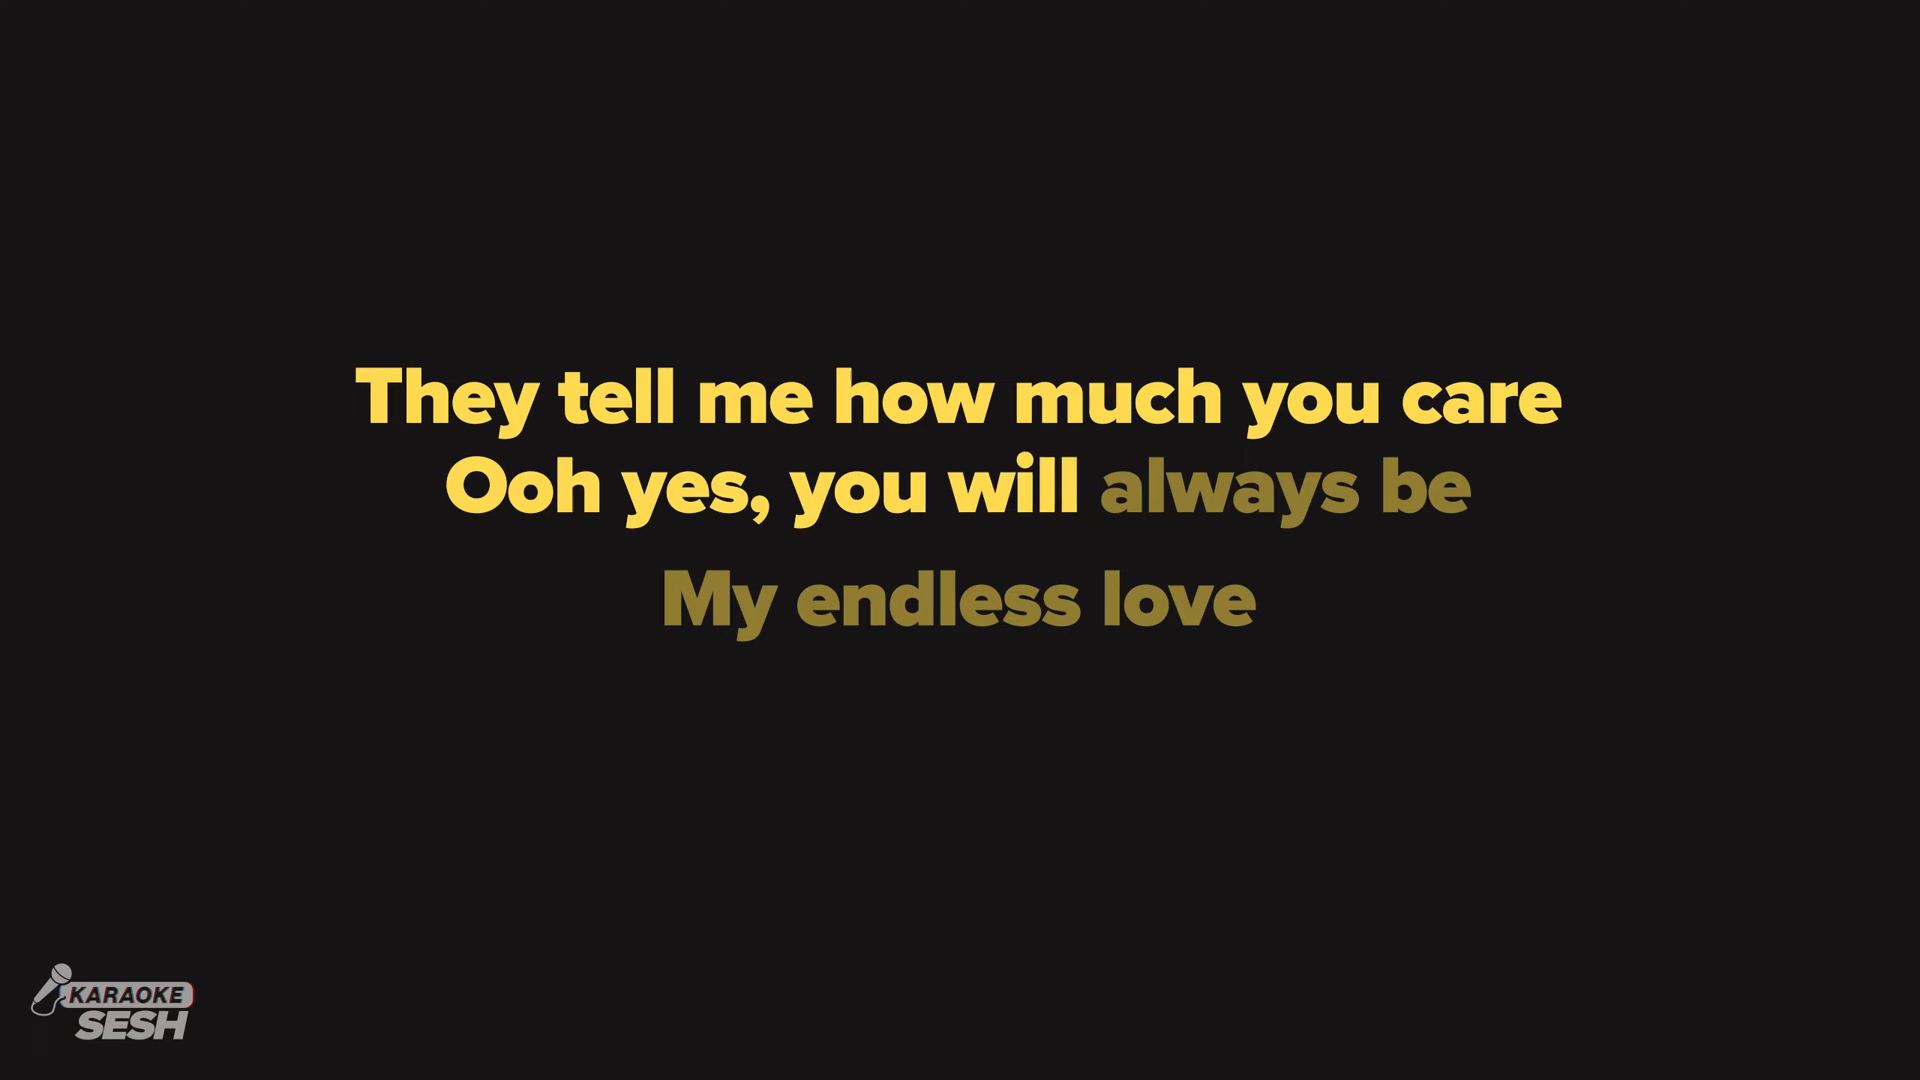 They tell me how much you care
Ooh yes, you will always be
My endless love
KARAOKE
SESH